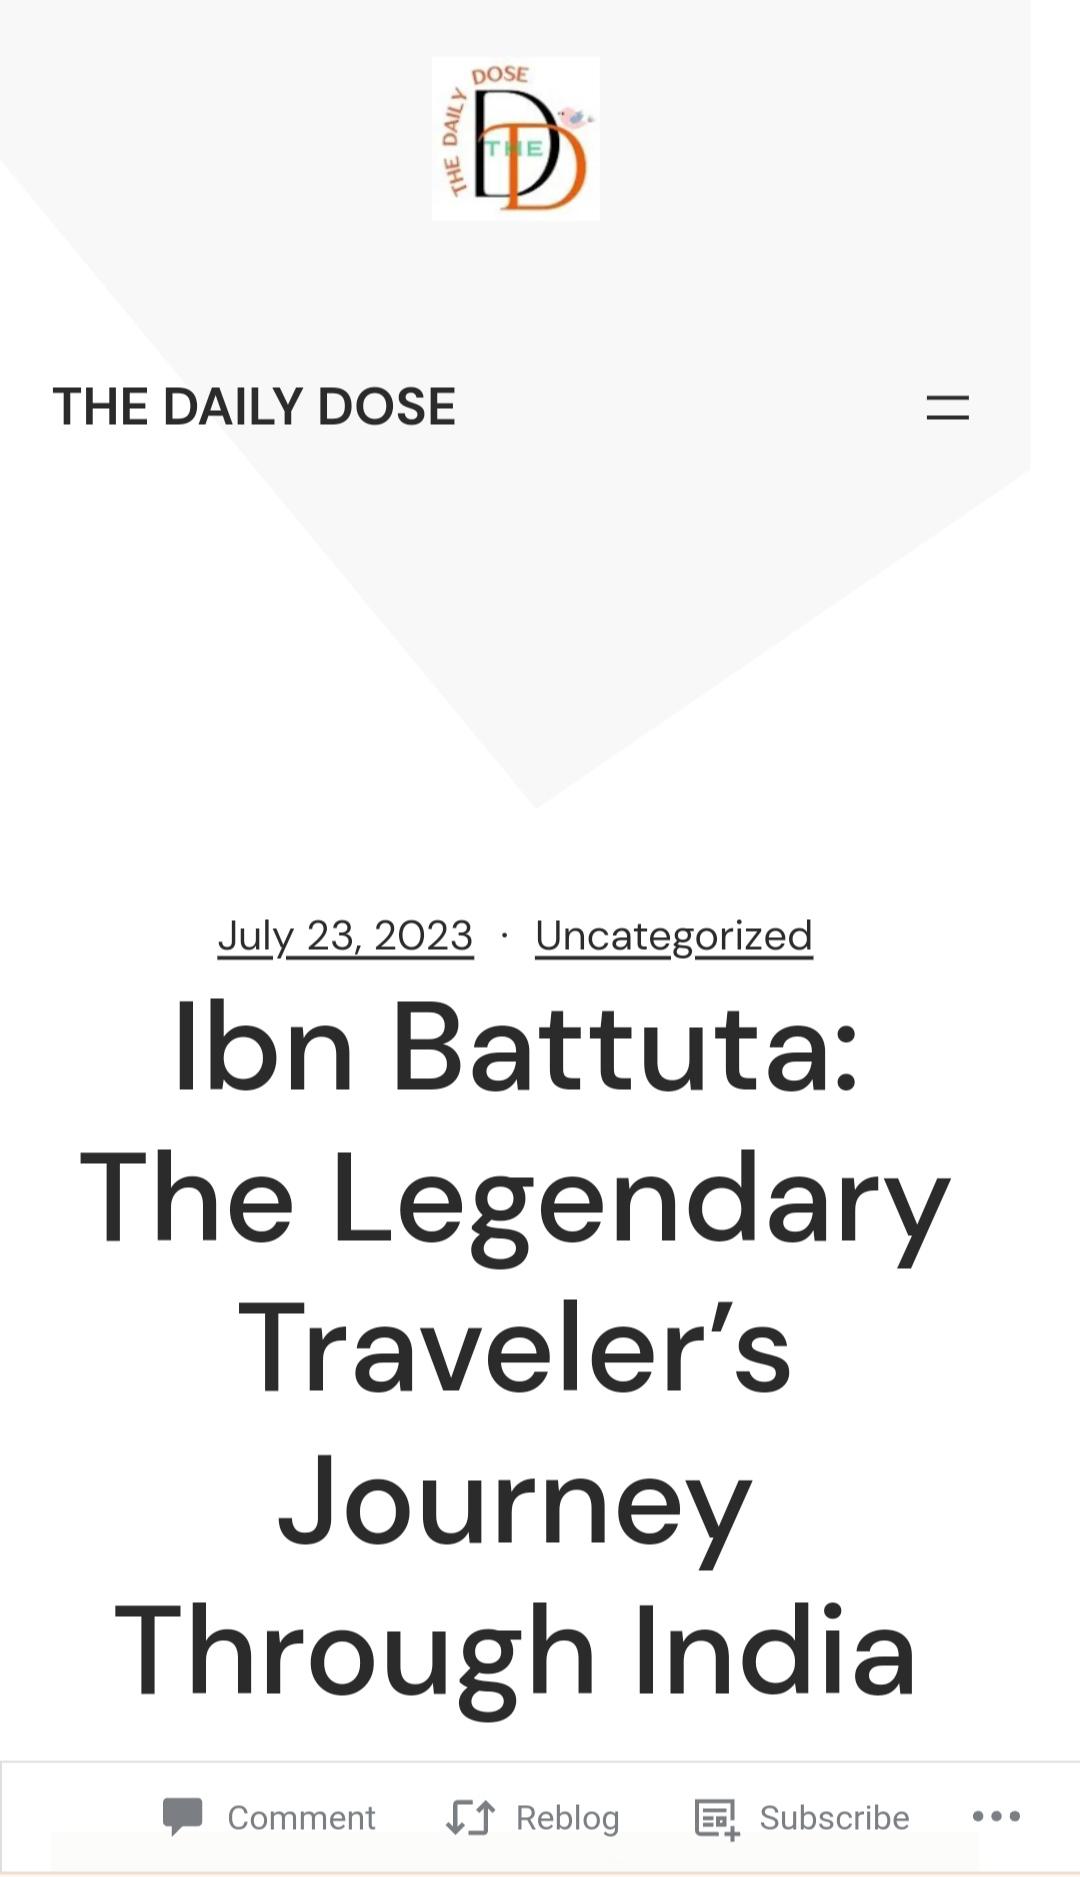 THE DAILY DOSE
THE
THE DAILY DOSE
July 23, 2023 · Uncategorized
Ibn Battuta:
The Legendary
Traveler’s
Journey
Through India
Comment Reblog Subscribe